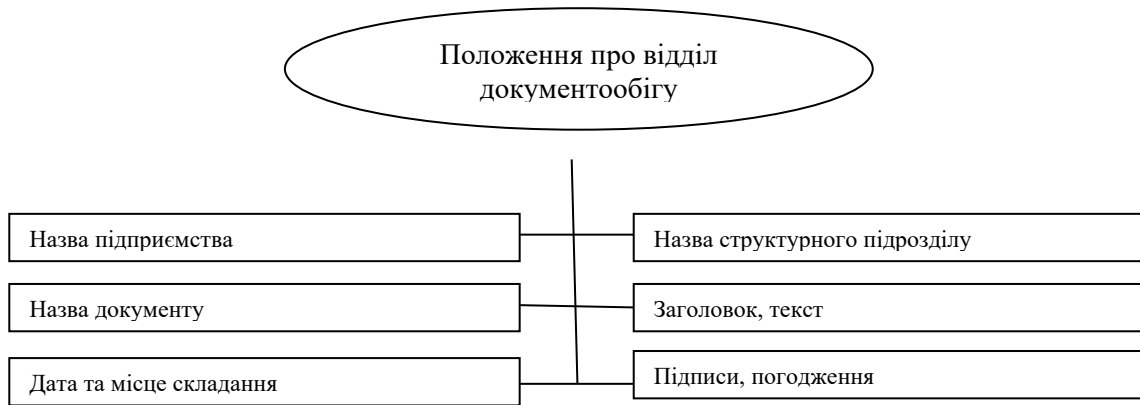 Положення про відділ
документообігу
Назва підприємства
Назва структурного підрозділу
Назва документу
Заголовок, текст
Дата та місце складання
Підписи, погодження